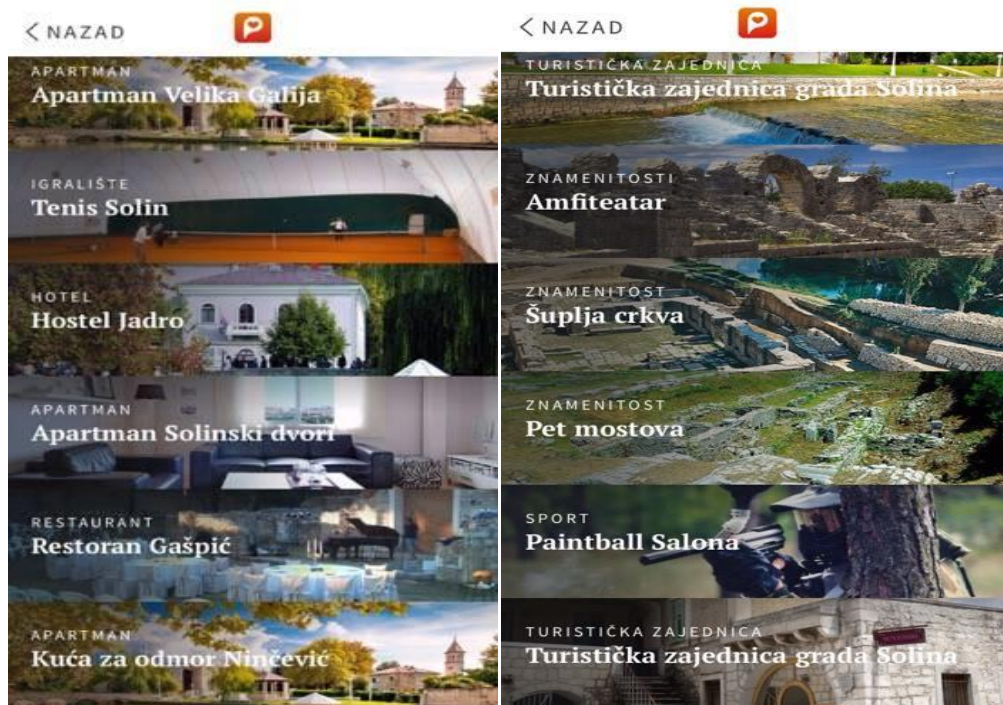 < NAZAD
APARTMAN
Apartman Velika Galija
IGRALIŠTE
Tenis Solin
HOTEL
Hostel Jadro
APARTMAN
Apartman Solinski dvori
RESTAURANT
Restoran Gašpić
APARTMAN
Kuća za odmor Ninčević
< NAZAD
TURISTIČKA ZAJEDNICA
Turistička zajednica grada Solina
ZNAMENITOSTI
Amfiteatar
ZNAMENITOST
Šuplja crkva
ZNAMENITOST
Pet mostova
SPORT
Paintball Salona
TURISTIČKA ZAJEDNICA
Turistička zajednica grada Solina